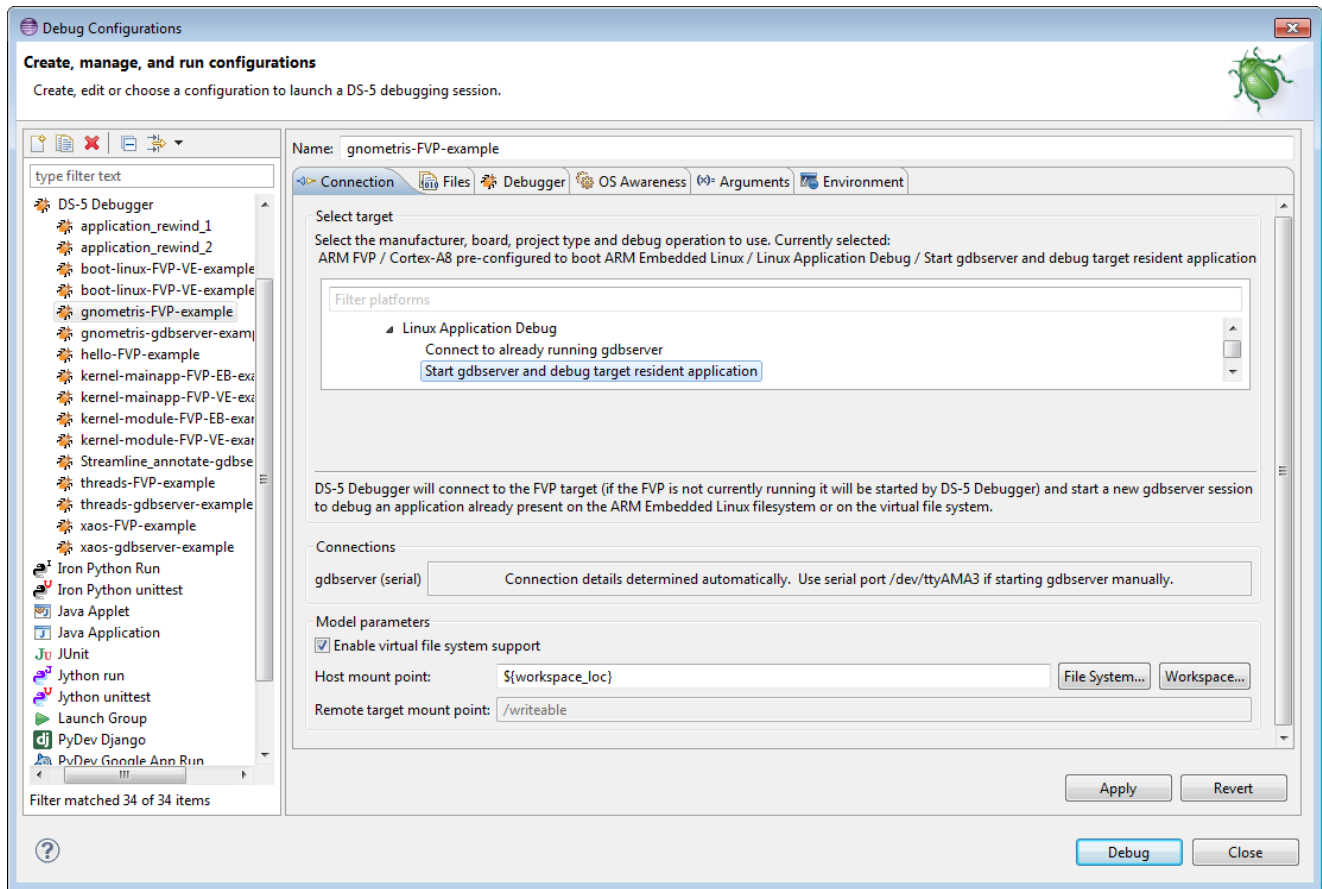 Debug Configurations
Create, manage, and run configurations
Create, edit or choose a configuration to launch a DS-5 debugging session.
type filter text
DS-5 Debugger
application_rewind_1
application_rewind_2
boot-linux-FVP-VE-example
boot-linux-FVP-VE-example
gnometris-FVP-example
gnometris-gdbserver-examp
hello-FVP-example
kernel-mainapp-FVP-EB-exa
kernel-mainapp-FVP-VE-exa
kernel-module-FVP-EB-exar
kernel-module-FVP-VE-exar
Streamline_annotate-gdbse
threads-FVP-example
threads-gdbserver-example
xaos-FVP-example
xaos-gdbserver-example
Iron Python Run
Iron Python unittest
Java Applet
Java Application
JUnit
Jython run
Jython unittest
Launch Group
PyDev Django
PyDev Google App Run
Filter matched 34 of 34 items
Name: gnometris-FVP-example
Connection Files Debugger OS Awareness Arguments Environment
Select target
Select the manufacturer, board, project type and debug operation to use. Currently selected:
ARM FVP / Cortex-A8 pre-configured to boot ARM Embedded Linux / Linux Application Debug / Start gdbserver and debug target resident application
Filter platforms
Linux Application Debug
Connect to already running gdbserver
Start gdbserver and debug target resident application
DS-5 Debugger will connect to the FVP target (if the FVP is not currently running it will be started by DS-5 Debugger) and start a new gdbserver session
to debug an application already present on the ARM Embedded Linux filesystem or on the virtual file system.
Connections
gdbserver (serial) Connection details determined automatically. Use serial port /dev/ttyAMA3 if starting gdbserver manually.
Model parameters
Enable virtual file system support
Host mount point: ${workspace_loc} File System... Workspace...
Remote target mount point: /writeable
Apply Revert
Debug Close